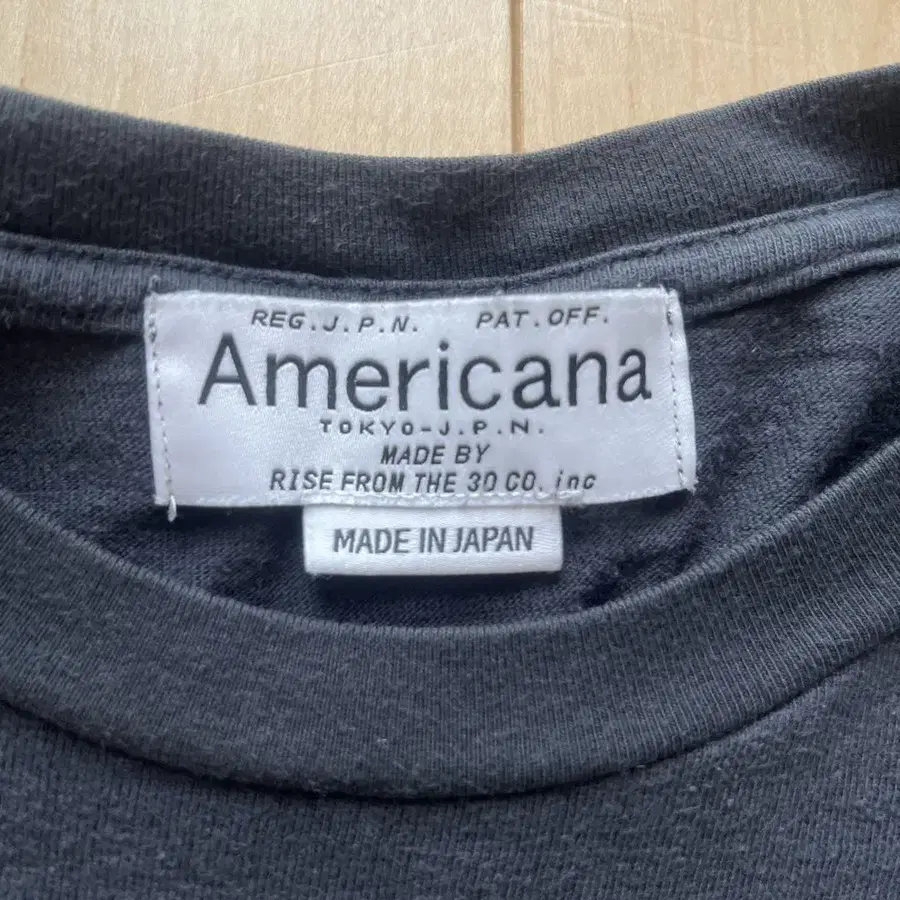 REG.J.P.N. PAT.OFF.
Americana
TOKYO-J.P.N.
MADE BY
RISE FROM THE 30 CO. inc
MADE IN JAPAN